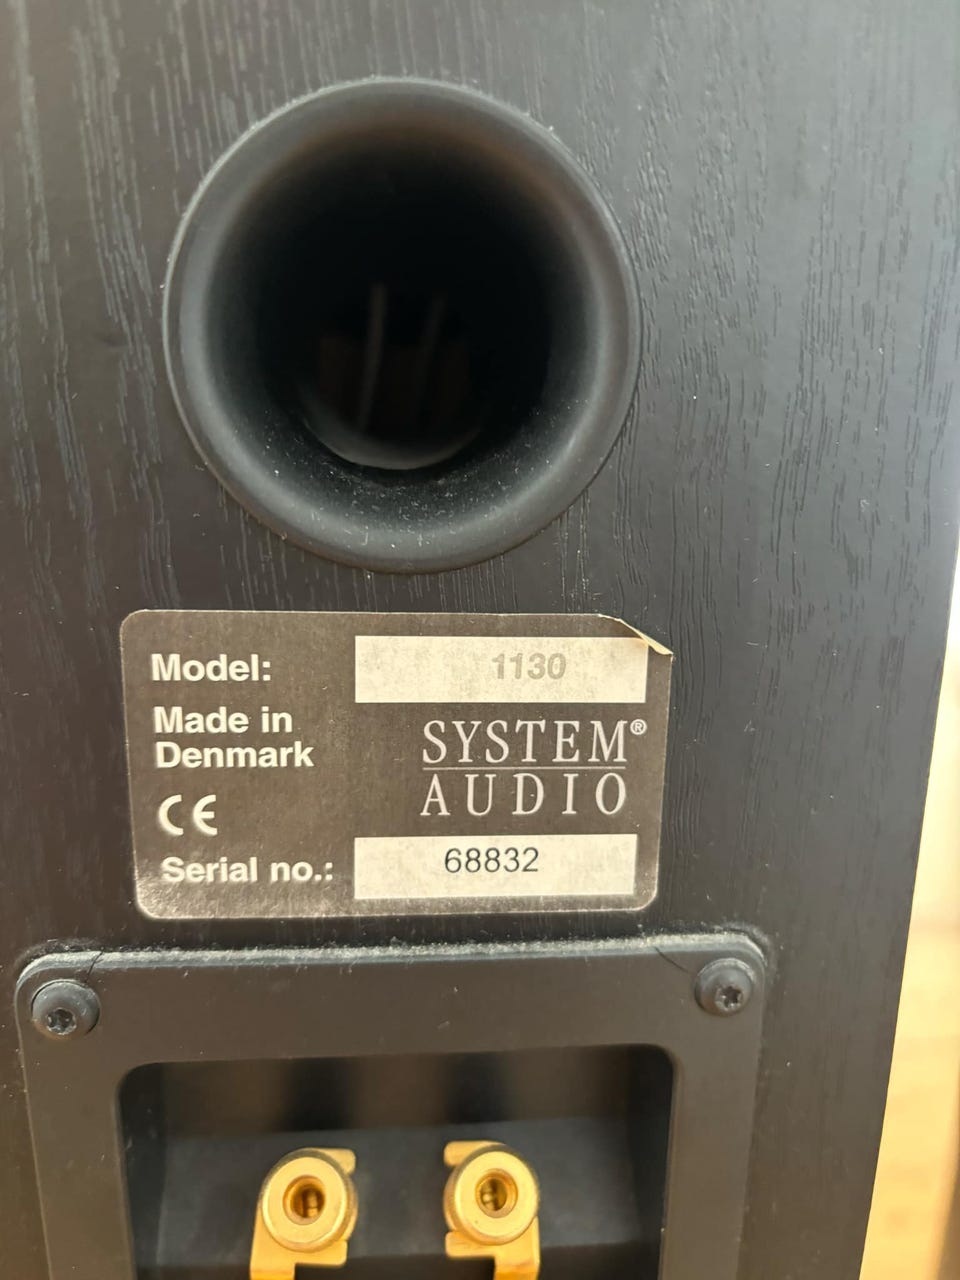 Model: 1130
Made in
Denmark
SYSTEM®
AUDIO
CE
Serial no.: 68832